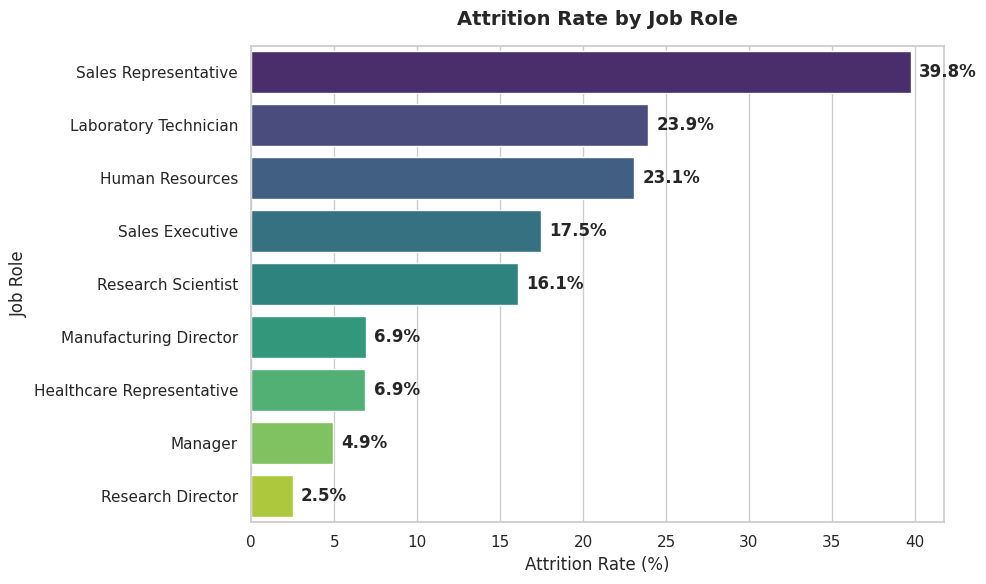 Attrition Rate by Job Role
Sales Representative 39.8%
Laboratory Technician 23.9%
Human Resources 23.1%
Sales Executive 17.5%
Research Scientist 16.1%
Manufacturing Director 6.9%
Healthcare Representative 6.9%
Manager 4.9%
Research Director 2.5%
Job Role
0 5 10 15 20 25 30 35 40
Attrition Rate (%)